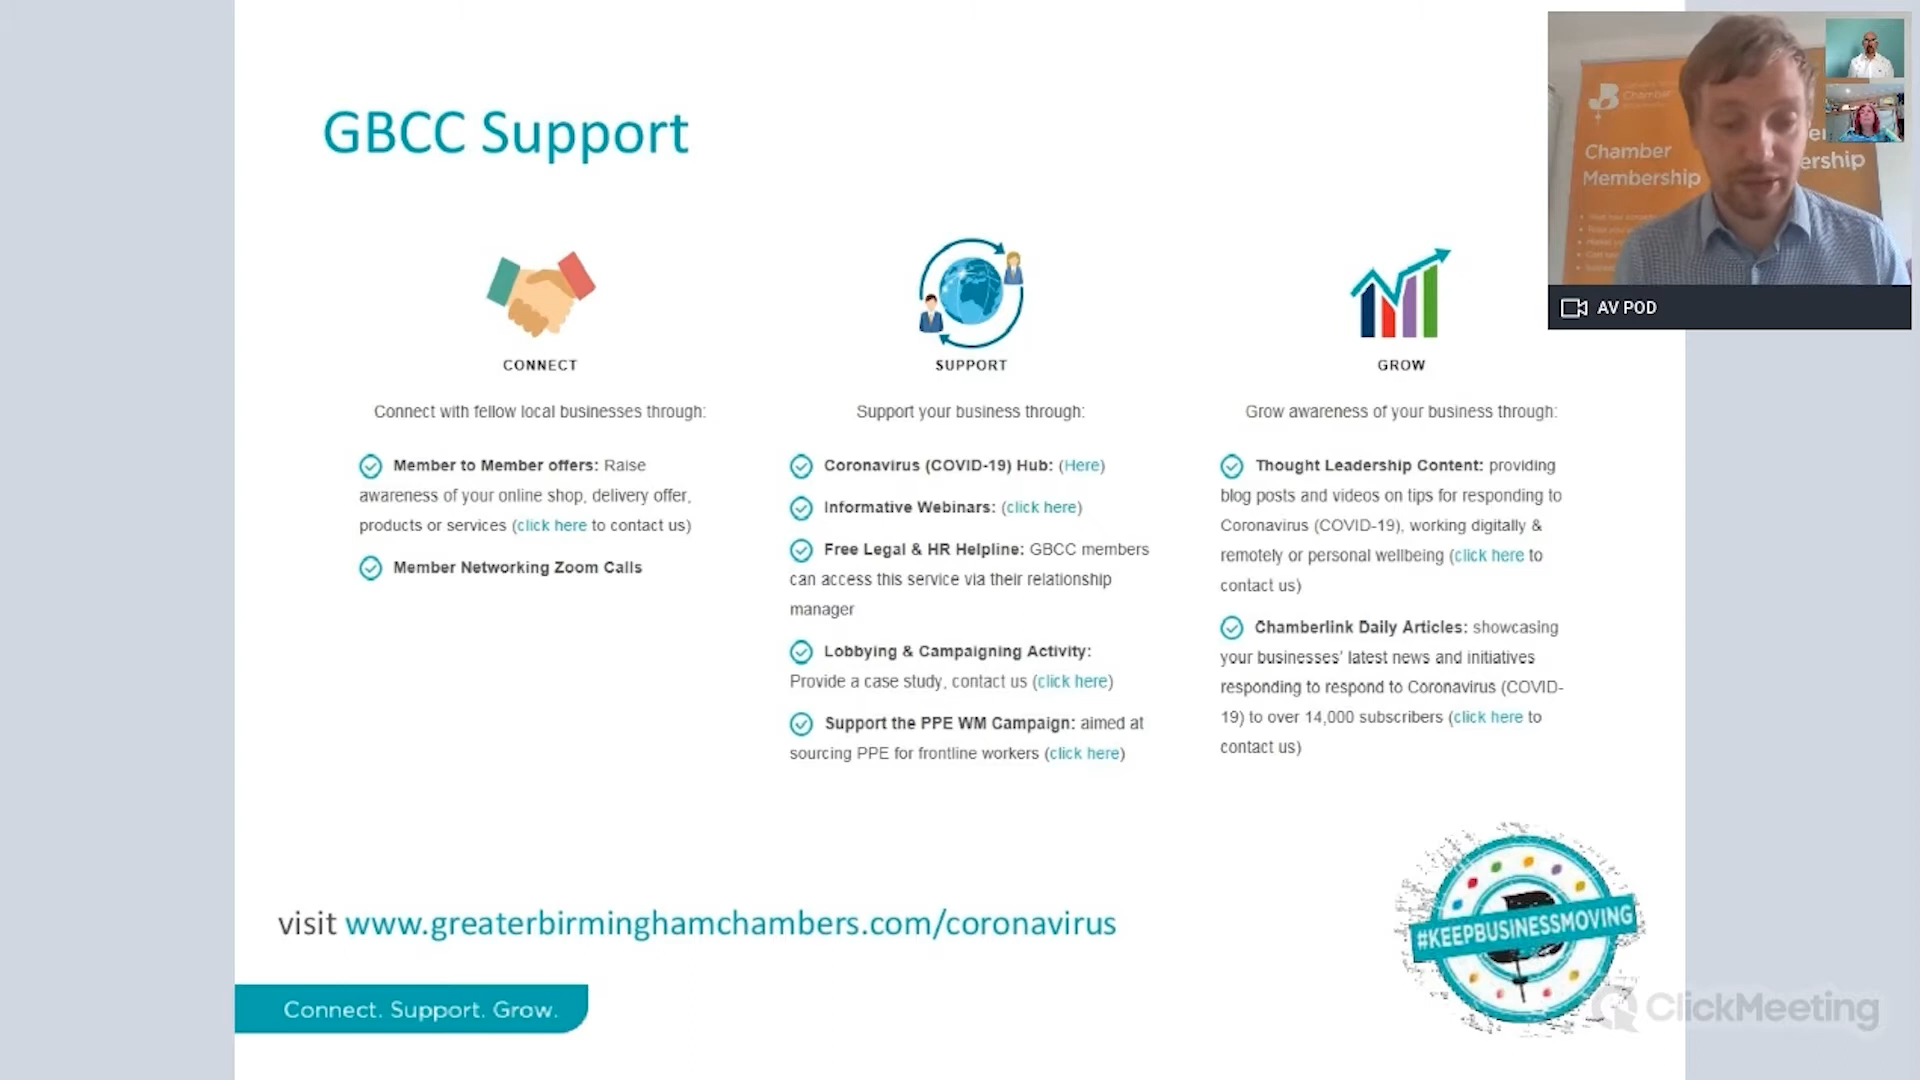 GBCC Support
CONNECT
Connect with fellow local businesses through:
Member to Member offers: Raise
awareness of your online shop, delivery offer,
products or services (click here to contact us)
Member Networking Zoom Calls
SUPPORT
Support your business through:
Coronavirus (COVID-19) Hub: (Here)
Informative Webinars: (click here)
Free Legal & HR Helpline: GBCC members
can access this service via their relationship
manager
Lobbying & Campaigning Activity:
Provide a case study, contact us (click here)
Support the PPE WM Campaign: aimed at
sourcing PPE for frontline workers (click here)
GROW
Grow awareness of your business through:
Thought Leadership Content: providing
blog posts and videos on tips for responding to
Coronavirus (COVID-19), working digitally &
remotely or personal wellbeing (click here to
contact us)
Chamberlink Daily Articles: showcasing
your businesses' latest news and initiatives
responding to respond to Coronavirus (COVID-
19) to over 14,000 subscribers (click here to
contact us)
visit www.greaterbirminghamchambers.com/coronavirus
Connect. Support. Grow.
#KEEPBUSINESSMOVING
ClickMeeting
Chamber
Chamber
Membership
ership
AV POD